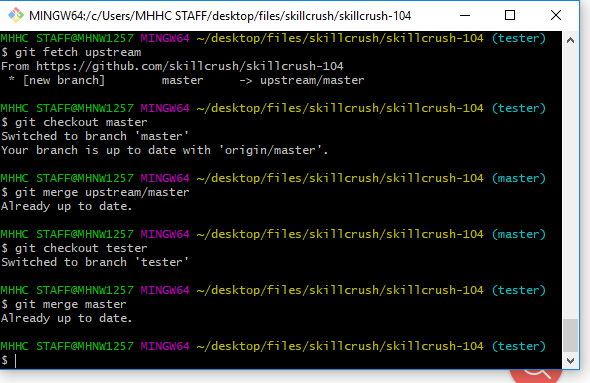 MINGW64:/c/Users/MHHC STAFF/desktop/files/skillcrush/skillcrush-104
MHHC STAFF@MHNW1257 MINGW64 ~/desktop/files/skillcrush/skillcrush-104 (tester)
$ git fetch upstream
From https://github.com/skillcrush/skillcrush-104
 * [new branch]      master     -> upstream/master
MHHC STAFF@MHNW1257 MINGW64 ~/desktop/files/skillcrush/skillcrush-104 (tester)
$ git checkout master
Switched to branch 'master'
Your branch is up to date with 'origin/master'.
MHHC STAFF@MHNW1257 MINGW64 ~/desktop/files/skillcrush/skillcrush-104 (master)
$ git merge upstream/master
Already up to date.
MHHC STAFF@MHNW1257 MINGW64 ~/desktop/files/skillcrush/skillcrush-104 (master)
$ git checkout tester
Switched to branch 'tester'
MHHC STAFF@MHNW1257 MINGW64 ~/desktop/files/skillcrush/skillcrush-104 (tester)
$ git merge master
Already up to date.
MHHC STAFF@MHNW1257 MINGW64 ~/desktop/files/skillcrush/skillcrush-104 (tester)
$